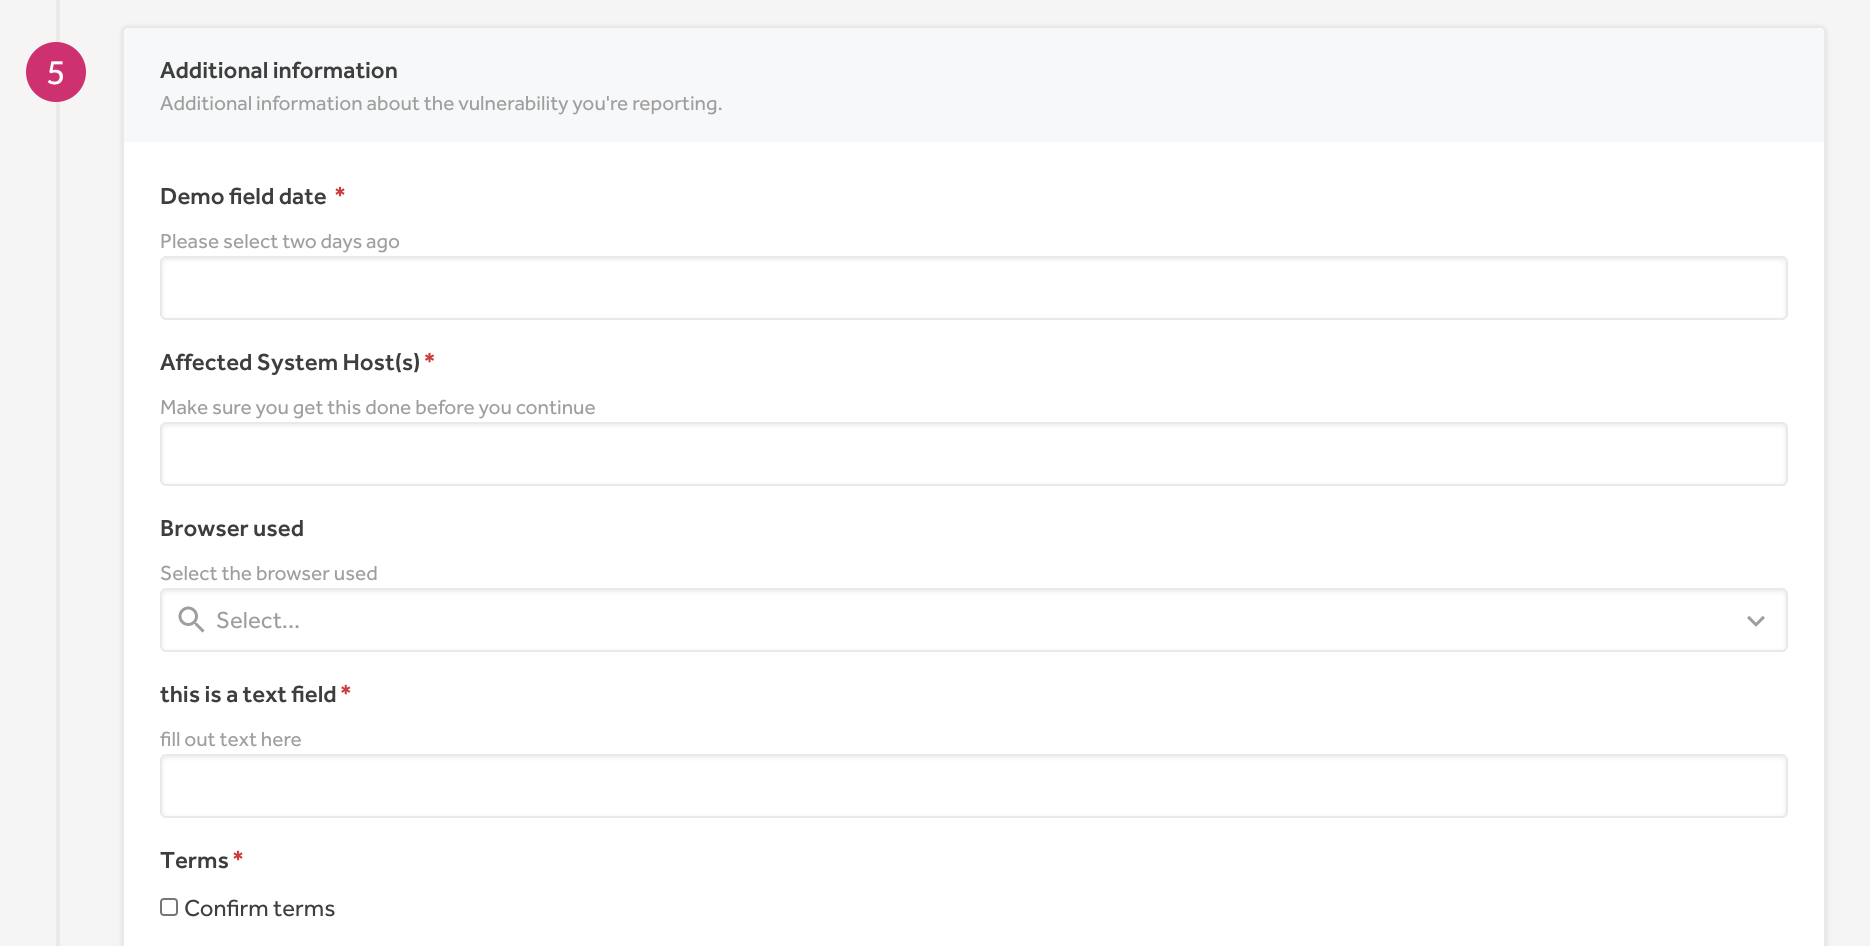 5
Additional information
Additional information about the vulnerability you're reporting.
Demo field date *
Please select two days ago
Affected System Host(s) *
Make sure you get this done before you continue
Browser used
Select the browser used
Select...
this is a text field *
fill out text here
Terms *
Confirm terms